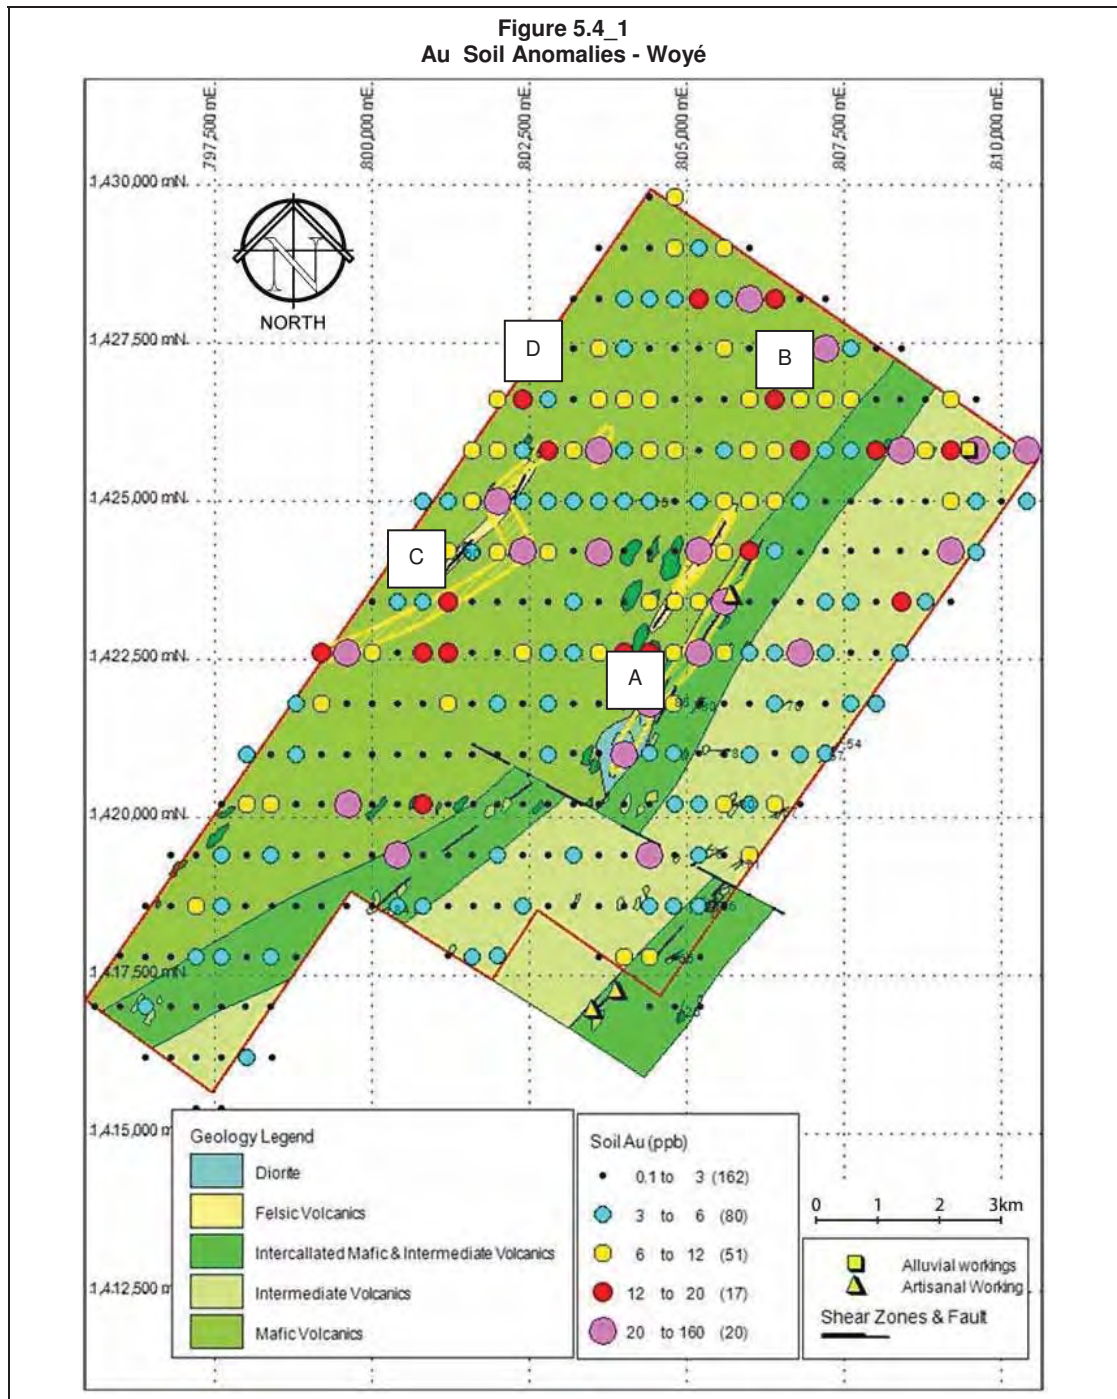 Figure 5.4_1
Au Soil Anomalies - Woyé
797,500 mE
800,000 mE
802,500 mE
805,000 mE
807,500 mE
810,000 mE
1,430,000 mN
N
NORTH
1,427,500 mN
D
B
1,425,000 mN
C
1,422,500 mN
A
1,420,000 mN
1,417,500 mN
1,415,000 m
1,412,500 m
Geology Legend
Diorite
Felsic Volcanics
Intercallated Mafic & Intermediate Volcanics
Intermediate Volcanics
Mafic Volcanics
Soil Au (ppb)
0.1 to 3 (162)
3 to 6 (80)
6 to 12 (51)
12 to 20 (17)
20 to 160 (20)
0 1 2 3km
Alluvial workings
Artisanal Working
Shear Zones & Fault